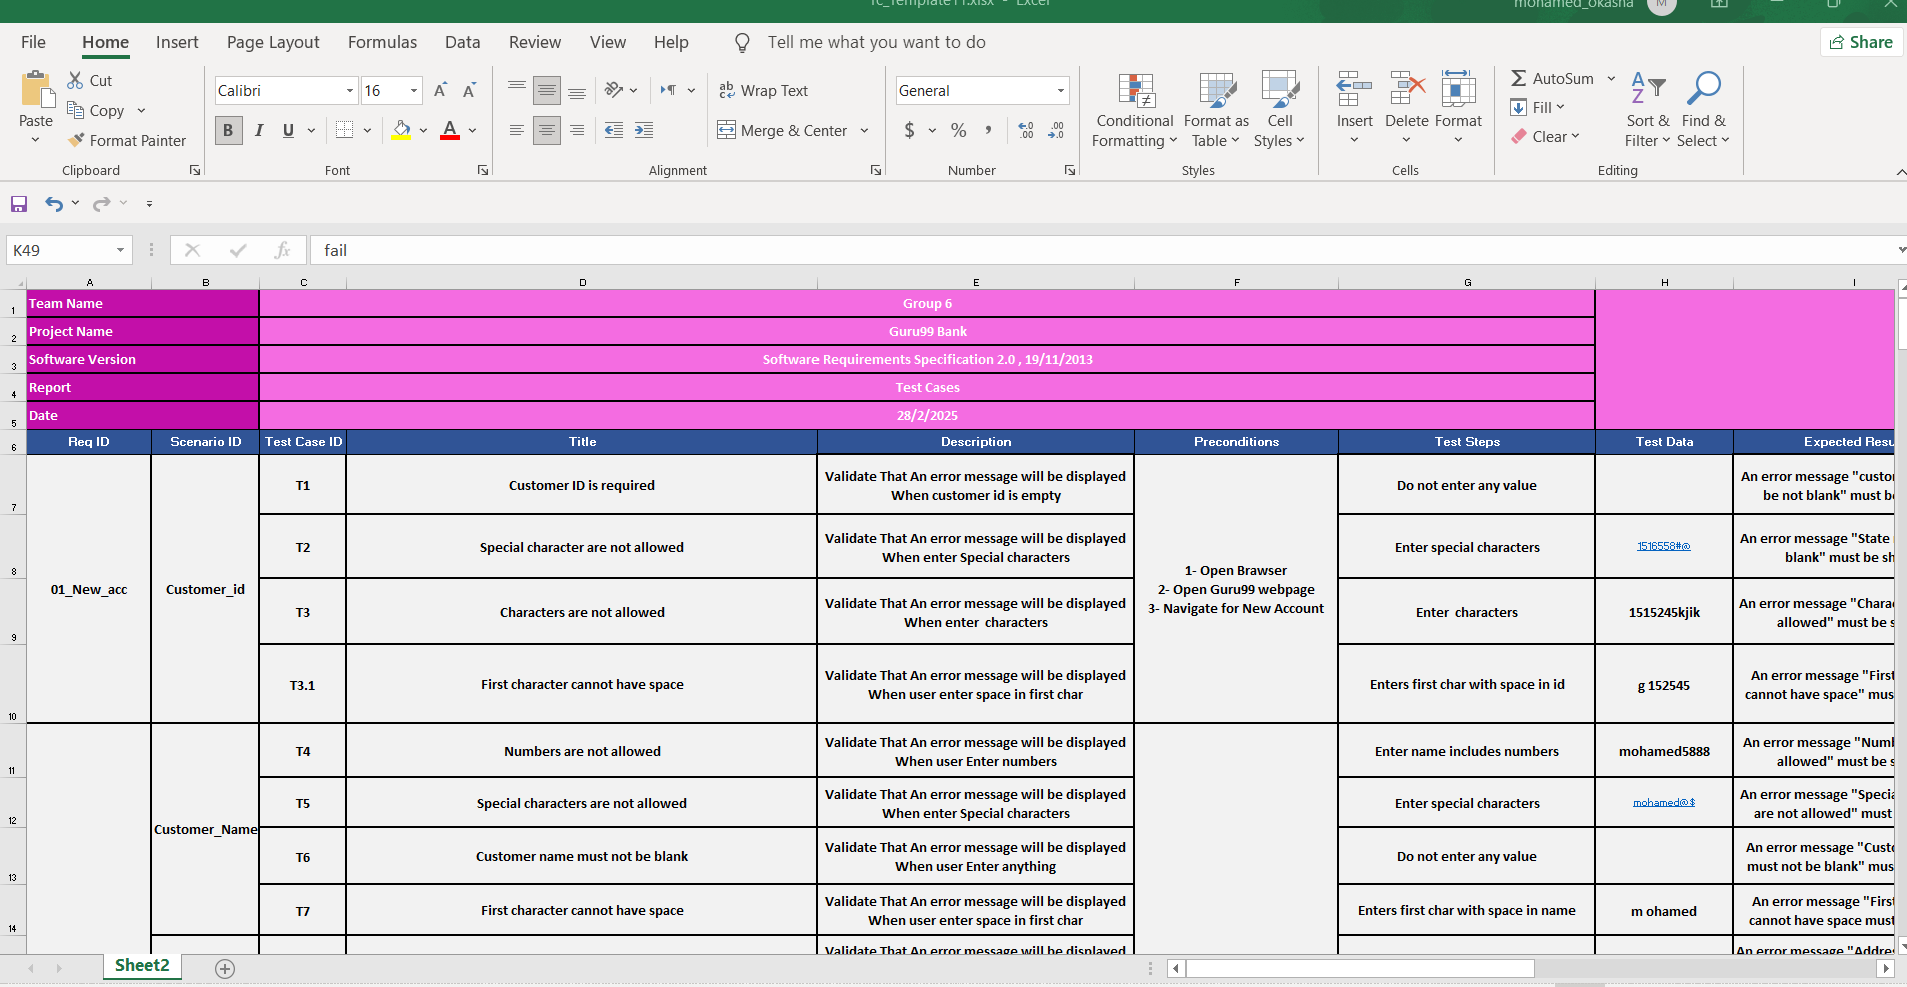 mohamed_okasha
M
File Home Insert Page Layout Formulas Data Review View Help Tell me what you want to do Share
Paste
Cut
Copy
Format Painter
Clipboard
Calibri 16
B I U
Font
Wrap Text
Merge & Center
Alignment
General
$ % ,
Number
Conditional Formatting
Format as Table
Cell Styles
Styles
Insert Delete Format
Cells
AutoSum
Fill
Clear
Sort & Filter
Find & Select
Editing
K49 fx fail
A B C D E F G H I
1 Team Name Group 6
2 Project Name Guru99 Bank
3 Software Version Software Requirements Specification 2.0 , 19/11/2013
4 Report Test Cases
5 Date 28/2/2025
6 Req ID Scenario ID Test Case ID Title Description Preconditions Test Steps Test Data Expected Resu
7 T1 Customer ID is required Validate That An error message will be displayed When customer id is empty Do not enter any value An error message "custo be not blank" must b
8 T2 Special character are not allowed Validate That An error message will be displayed When enter Special characters Enter special characters 1516558#@ An error message "State blank" must be sh
01_New_acc Customer_id
1- Open Brawser
2- Open Guru99 webpage
3- Navigate for New Account
9 T3 Characters are not allowed Validate That An error message will be displayed When enter characters Enter characters 1515245kjik An error message "Chara allowed" must be s
10 T3.1 First character cannot have space Validate That An error message will be displayed When user enter space in first char Enters first char with space in id g 152545 An error message "First cannot have space" mus
11 T4 Numbers are not allowed Validate That An error message will be displayed When user Enter numbers Enter name includes numbers mohamed5888 An error message "Num allowed" must be s
12 T5 Special characters are not allowed Validate That An error message will be displayed When enter Special characters Enter special characters mohamed@$ An error message "Specia are not allowed" must
Customer_Name
13 T6 Customer name must not be blank Validate That An error message will be displayed When user Enter anything Do not enter any value An error message "Custo must not be blank" mus
14 T7 First character cannot have space Validate That An error message will be displayed When user enter space in first char Enters first char with space in name m ohamed An error message "First cannot have space must
Validate That An error message will be displayed An error message "Addre
Sheet2